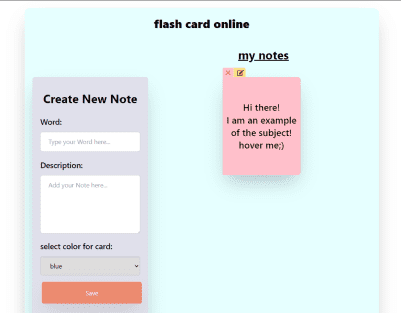 flash card online
my notes
Create New Note
Word:
Type your Word here...
Description:
Add your Note here...
select color for card:
blue
Save
Hi there!
I am an example
of the subject!
hover me;)